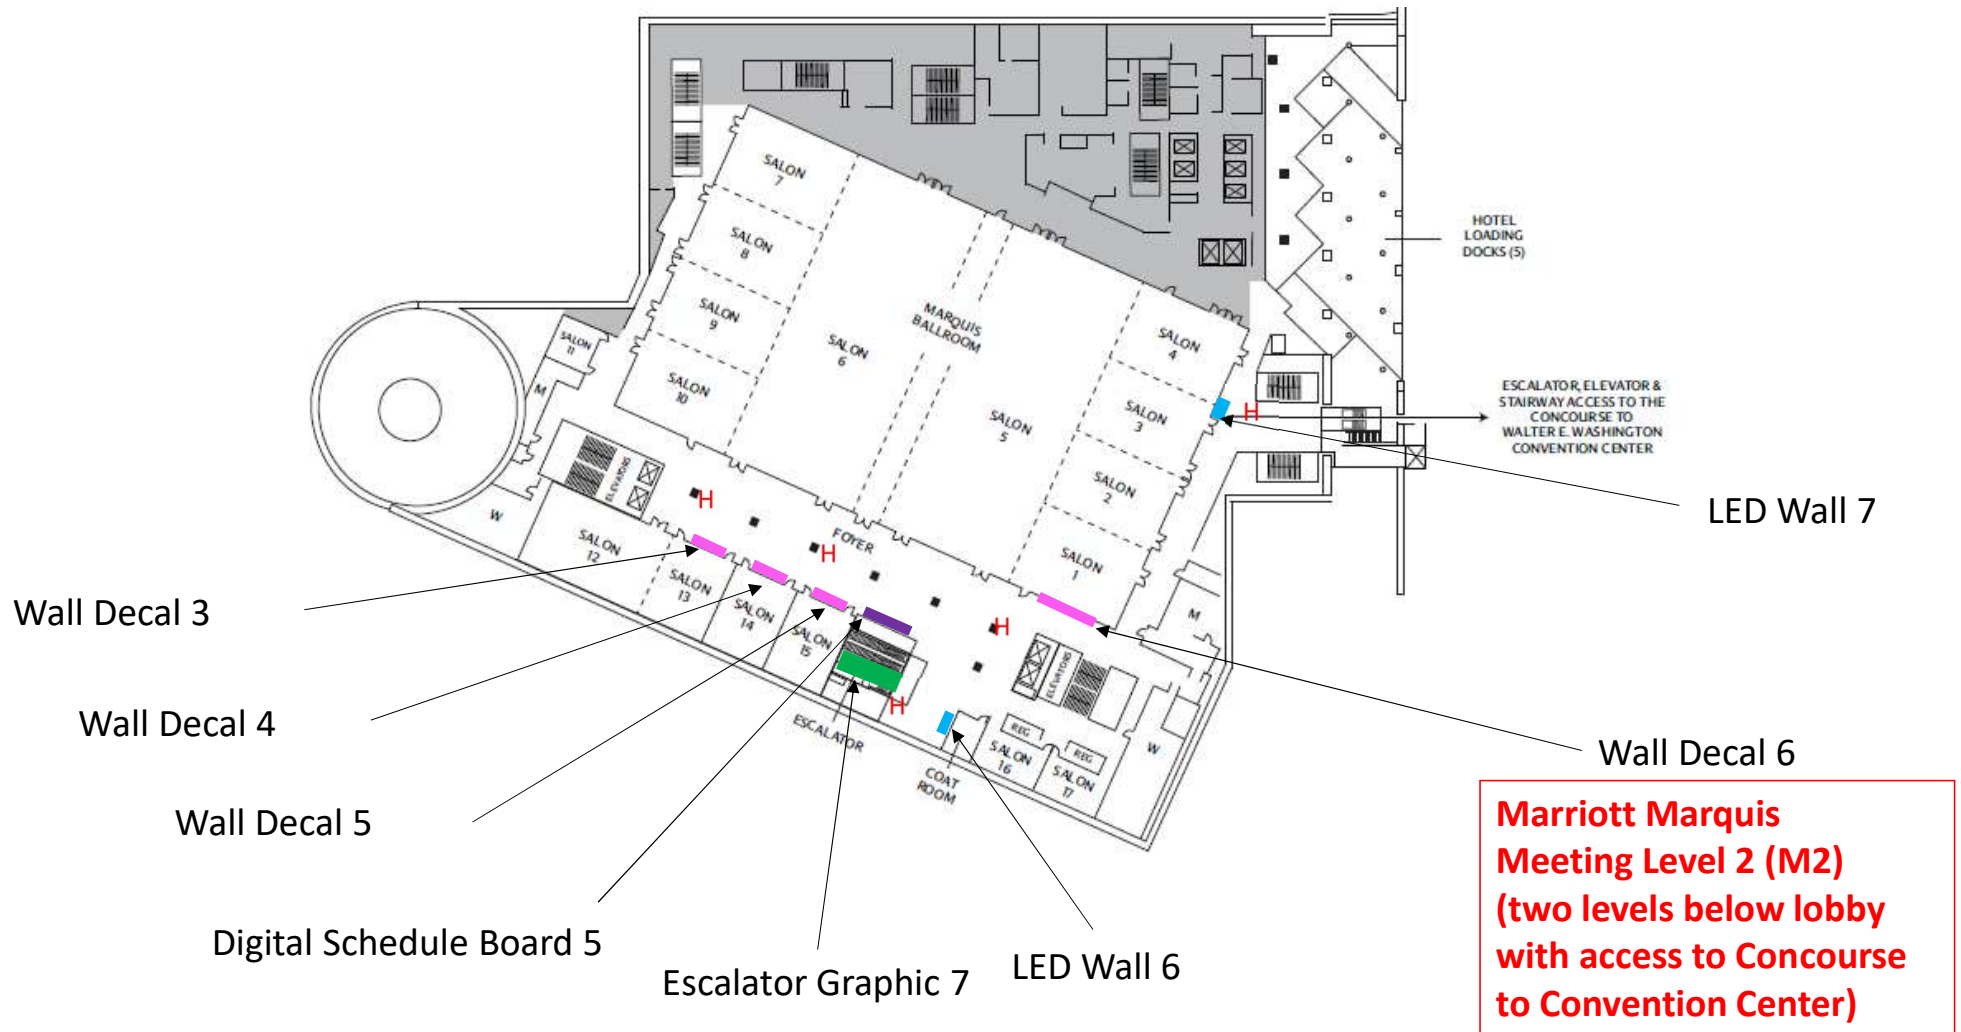 SALON
7
SALON
8
SALON
9
SALON
10
SALON
11
M
SALON
6
MARQUIS
BALLROOM
SALON
5
SALON
4
SALON
3
SALON
2
SALON
1
HOTEL
LOADING
DOCKS (5)
ESCALATOR, ELEVATOR &
STAIRWAY ACCESS TO THE
CONCOURSE TO
WALTER E. WASHINGTON
CONVENTION CENTER
H
LED Wall 7
ELEVATORS
H
W
FOYER
H
SALON
12
SALON
13
SALON
14
SALON
15
H
M
ELEVATORS
H
ESCALATOR
COAT
ROOM
REG
SALON
16
REG
SALON
17
W
Wall Decal 3
Wall Decal 4
Wall Decal 5
Digital Schedule Board 5
Escalator Graphic 7
LED Wall 6
Wall Decal 6
Marriott Marquis
Meeting Level 2 (M2)
(two levels below lobby
with access to Concourse
to Convention Center)